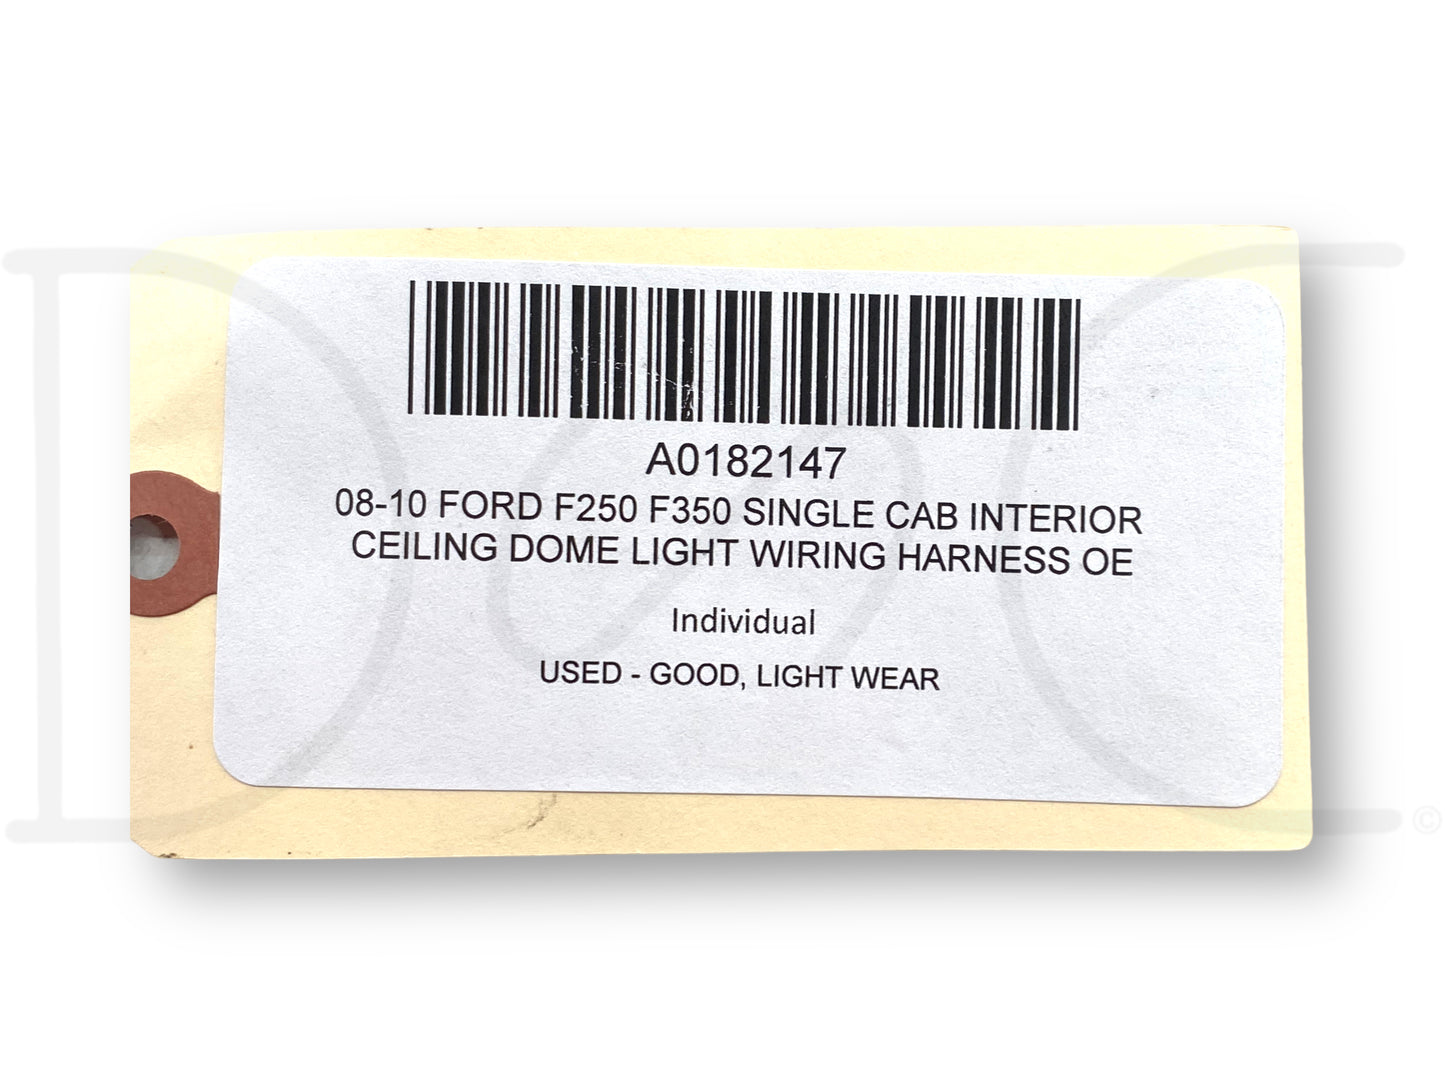 A0182147
08-10 FORD F250 F350 SINGLE CAB INTERIOR
CEILING DOME LIGHT WIRING HARNESS OE
Individual
USED - GOOD, LIGHT WEAR
©